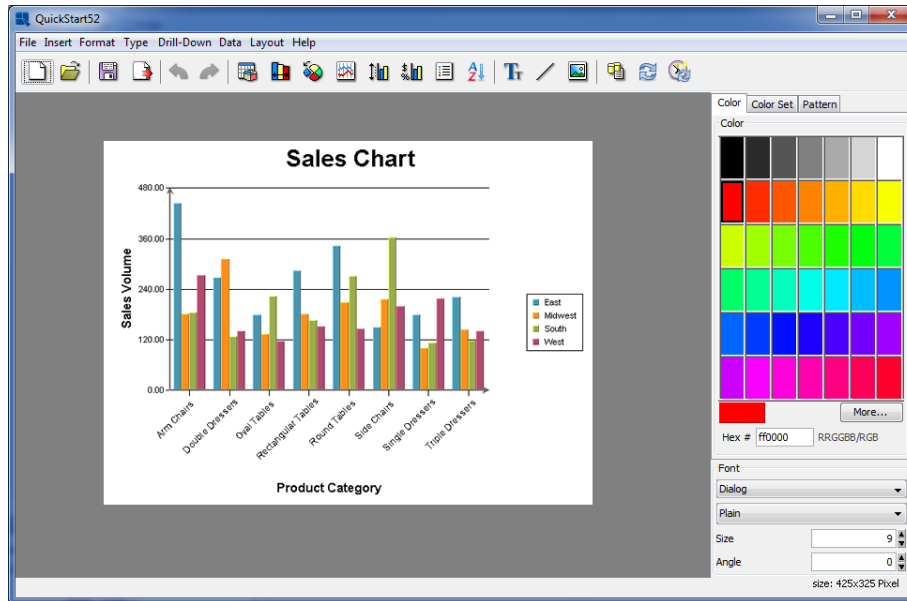 QuickStart52
File Insert Format Type Drill-Down Data Layout Help
Color Color Set Pattern
Color
Sales Chart
480.00
360.00
240.00
120.00
0.00
Sales Volume
East
Midwest
South
West
Arm Chairs
Double Dressers
Oval Tables
Rectangular Tables
Round Tables
Side Chairs
Single Dressers
Triple Dressers
Product Category
More...
Hex # ff0000 RRGGBB/RGB
Font
Dialog
Plain
Size 9
Angle 0
size: 425x325 Pixel